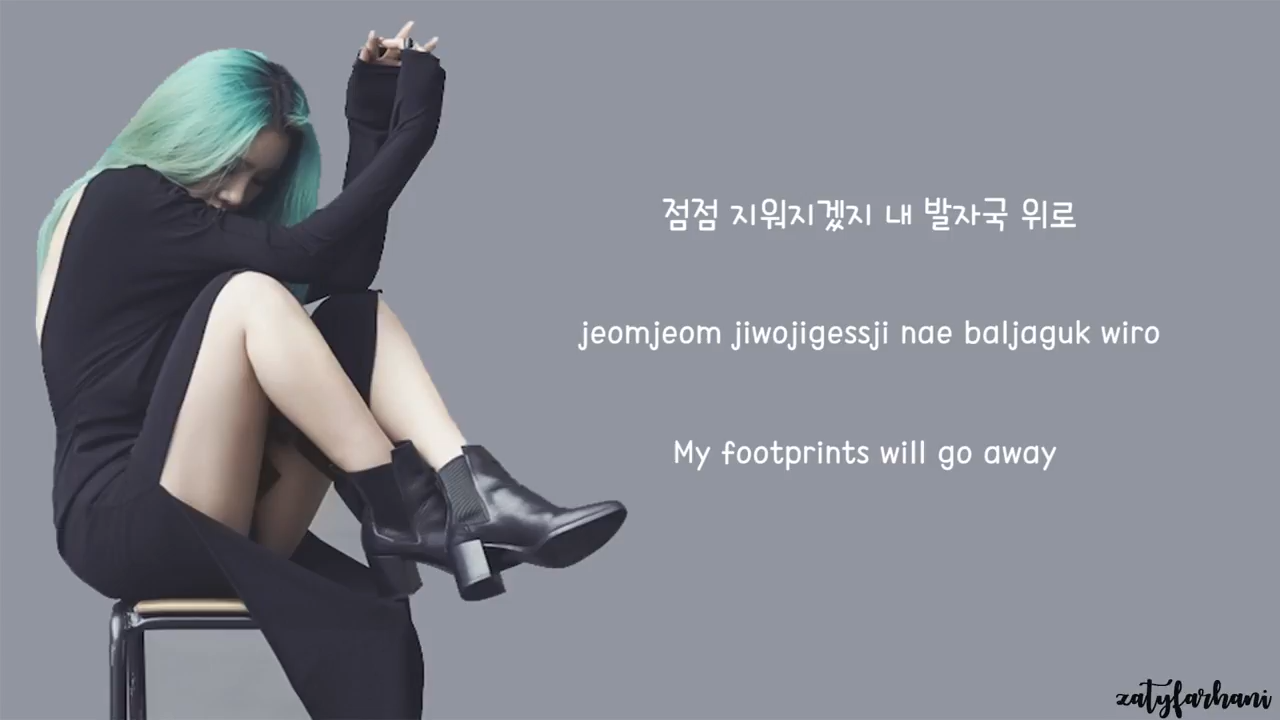 점점 지워지겠지 내 발자국 위로
jeomjeom jiwojigessji nae baljaguk wiro
My footprints will go away
zatyfarhani